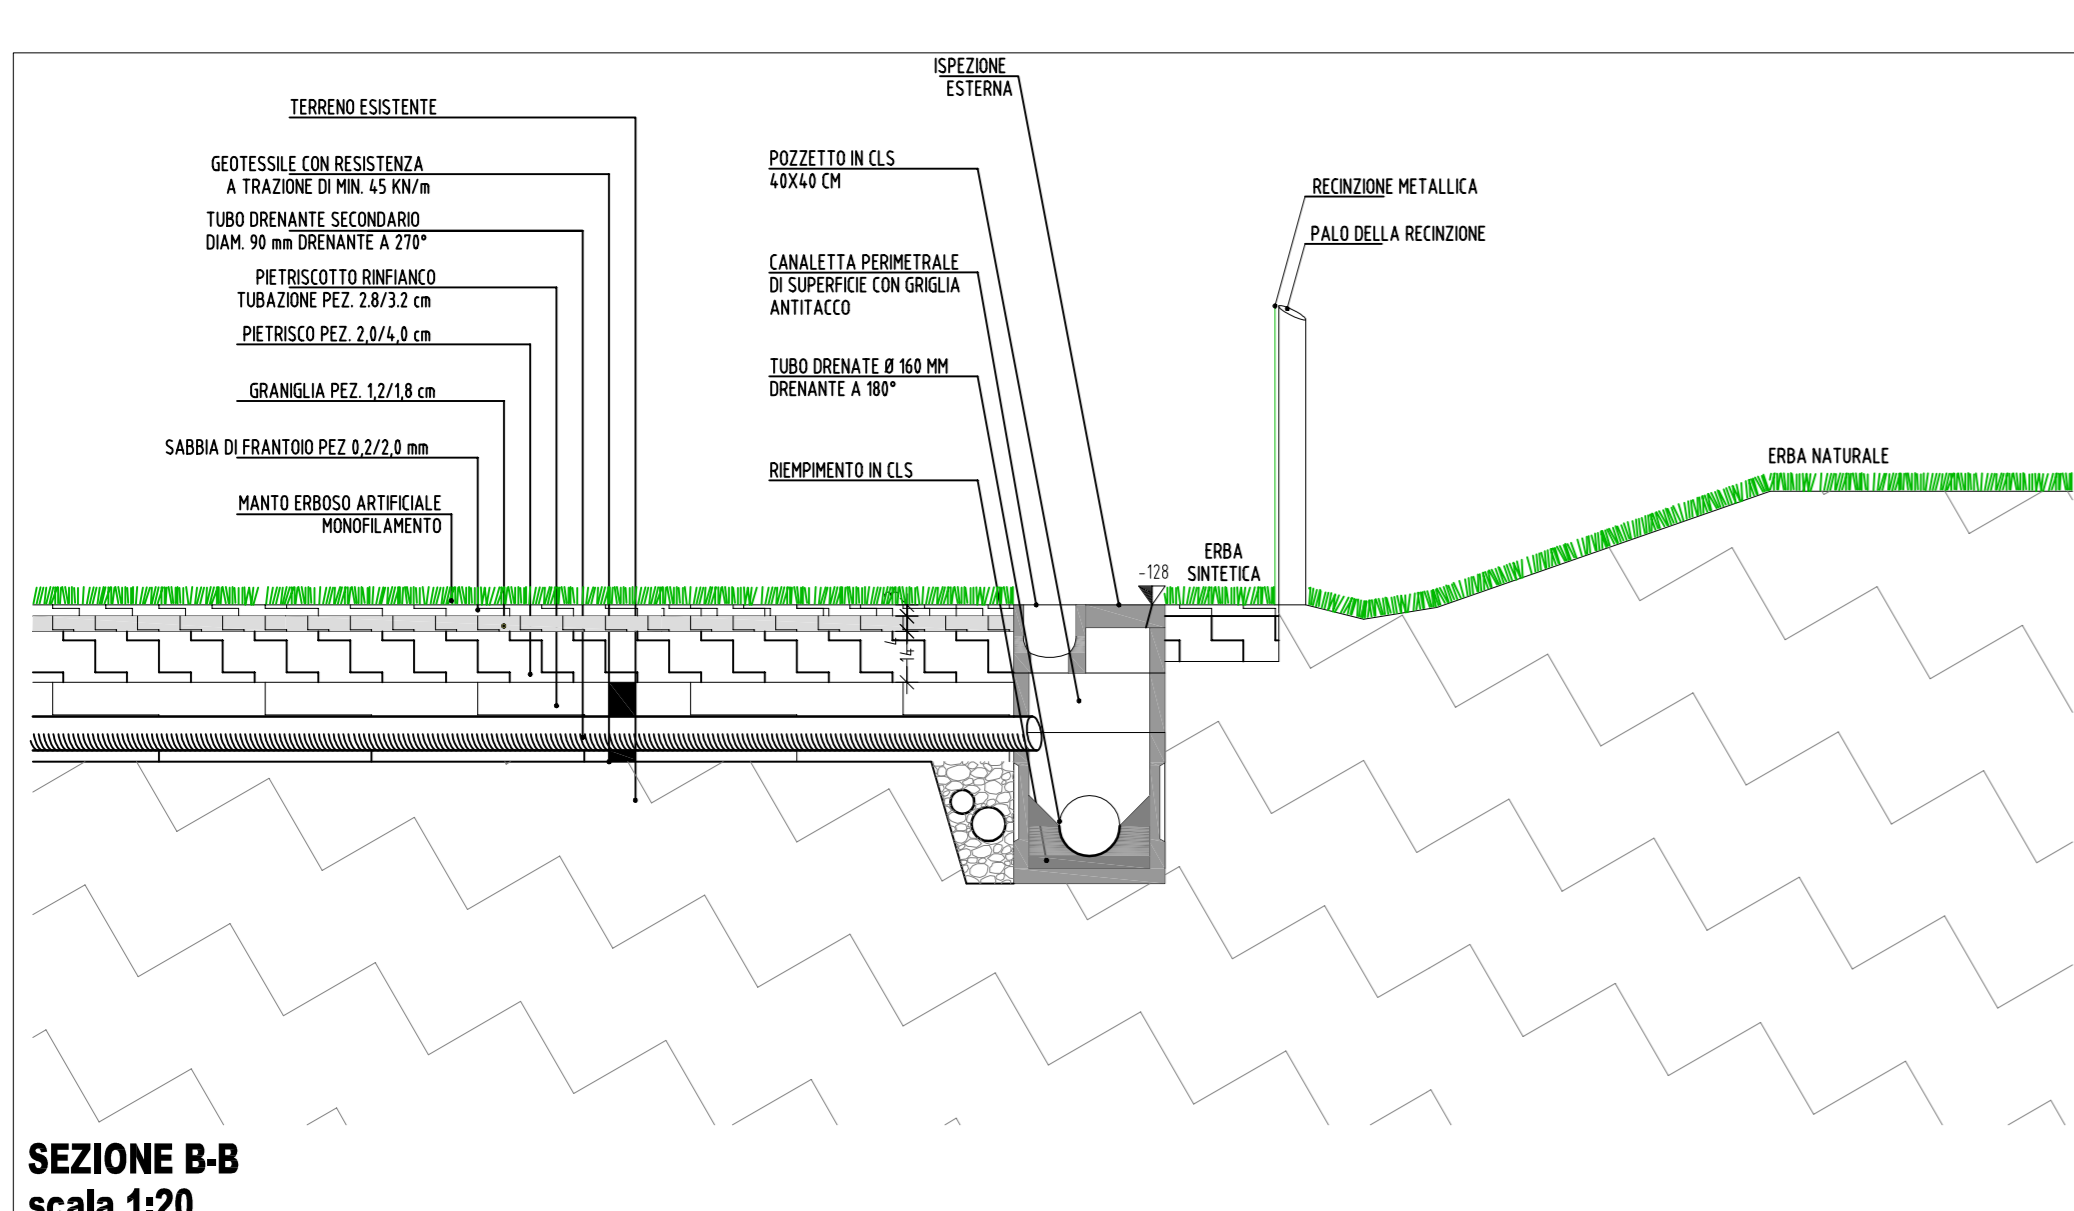 TERRENO ESISTENTE
GEOTESSILE CON RESISTENZA
A TRAZIONE DI MIN. 45 KN/m
TUBO DRENANTE SECONDARIO
DIAM. 90 mm DRENANTE A 270°
PIETRISCOTTO RINFIANCO
TUBAZIONE PEZ. 2.8/3.2 cm
PIETRISCO PEZ. 2,0/4,0 cm
GRANIGLIA PEZ. 1,2/1,8 cm
SABBIA DI FRANTOIO PEZ 0,2/2,0 mm
MANTO ERBOSO ARTIFICIALE
MONOFILAMENTO
ISPEZIONE
ESTERNA
POZZETTO IN CLS
40X40 CM
CANALETTA PERIMETRALE
DI SUPERFICIE CON GRIGLIA
ANTITACCO
TUBO DRENATE Ø 160 MM
DRENANTE A 180°
RIEMPIMENTO IN CLS
RECINZIONE METALLICA
PALO DELLA RECINZIONE
ERBA NATURALE
ERBA
SINTETICA
-128
4
14
SEZIONE B-B
scala 1:20